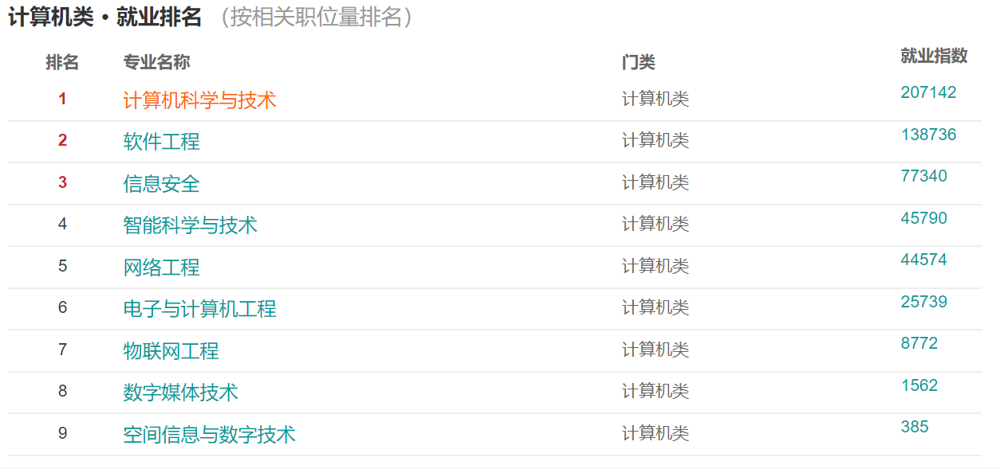 计算机类·就业排名 (按相关职位量排名)
排名 专业名称 门类 就业指数
1 计算机科学与技术 计算机类 207142
2 软件工程 计算机类 138736
3 信息安全 计算机类 77340
4 智能科学与技术 计算机类 45790
5 网络工程 计算机类 44574
6 电子与计算机工程 计算机类 25739
7 物联网工程 计算机类 8772
8 数字媒体技术 计算机类 1562
9 空间信息与数字技术 计算机类 385